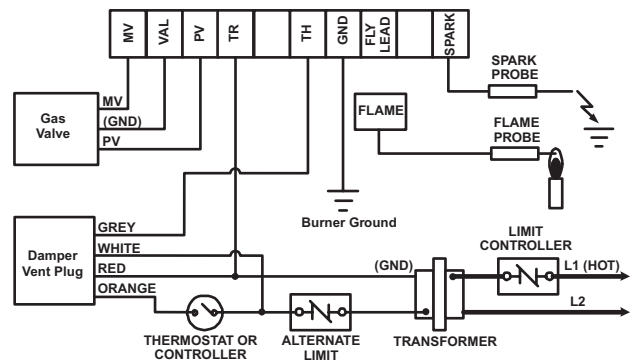 MV
VAL
PV
TR
TH
GND
FLY
LEAD
SPARK
SPARK
PROBE
MV
(GND)
PV
Gas
Valve
FLAME
FLAME
PROBE
Burner Ground
GREY
WHITE
RED
ORANGE
Damper
Vent Plug
(GND)
LIMIT
CONTROLLER
L1 (HOT)
L2
THERMOSTAT OR
CONTROLLER
ALTERNATE
LIMIT
TRANSFORMER